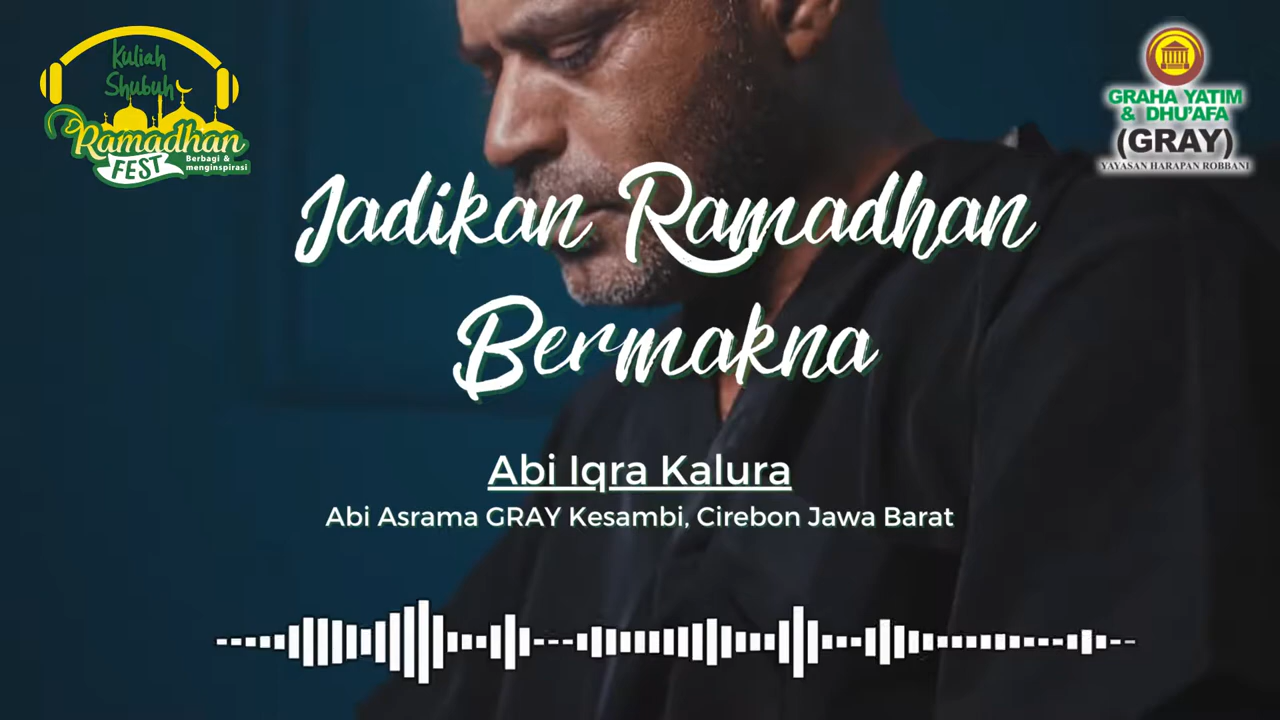 Kuliah
Shubuh
Ramadhan
FEST
Berbagi &
menginspirasi
GRAHA YATIM
& DHU'AFA
(GRAY)
YAYASAN HARAPAN ROBBANI
Jadikan Ramadhan
Bermakna
Abi Iqra Kalura
Abi Asrama GRAY Kesambi, Cirebon Jawa Barat